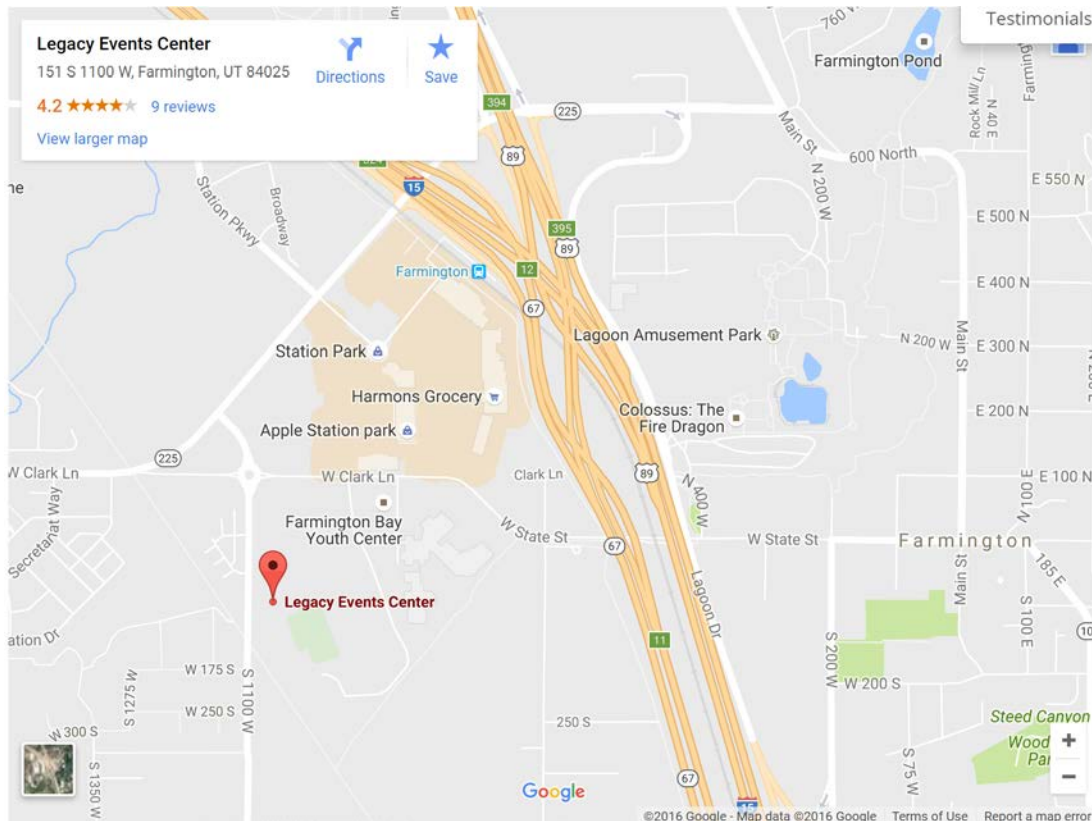 Legacy Events Center
151 S 1100 W, Farmington, UT 84025
4.2
9 reviews
View larger map
Directions
Save
Testimonials
760 W
Farmington Pond
Rock Mill Ln
N 40 E
Main St
N 200 W
600 North
E 550 N
E 500 N
E 400 N
E 300 N
E 200 N
E 100 N
Main St
N 200 W
394
225
89
15
395
89
12
67
Station Pkwy
Broadway
Farmington
Station Park
Harmons Grocery
Apple Station park
Lagoon Amusement Park
Colossus: The
Fire Dragon
225
W Clark Ln
W Clark Ln
Clark Ln
89
N 400 W
N 100 E
Secretariat Way
Farmington Bay
Youth Center
W State St
67
W State St
Farmington
185 E
Main St
S 100 E
Legacy Events Center
Lagoon Dr
11
S 200 W
W 175 S
S 1275 W
S 1100 W
W 250 S
W 300 S
S 1350 W
250 S
W 200 S
S 75 W
Steed Canyon
67
15
+
−
Google
©2016 Google - Map data ©2016 Google
Terms of Use
Report a map error